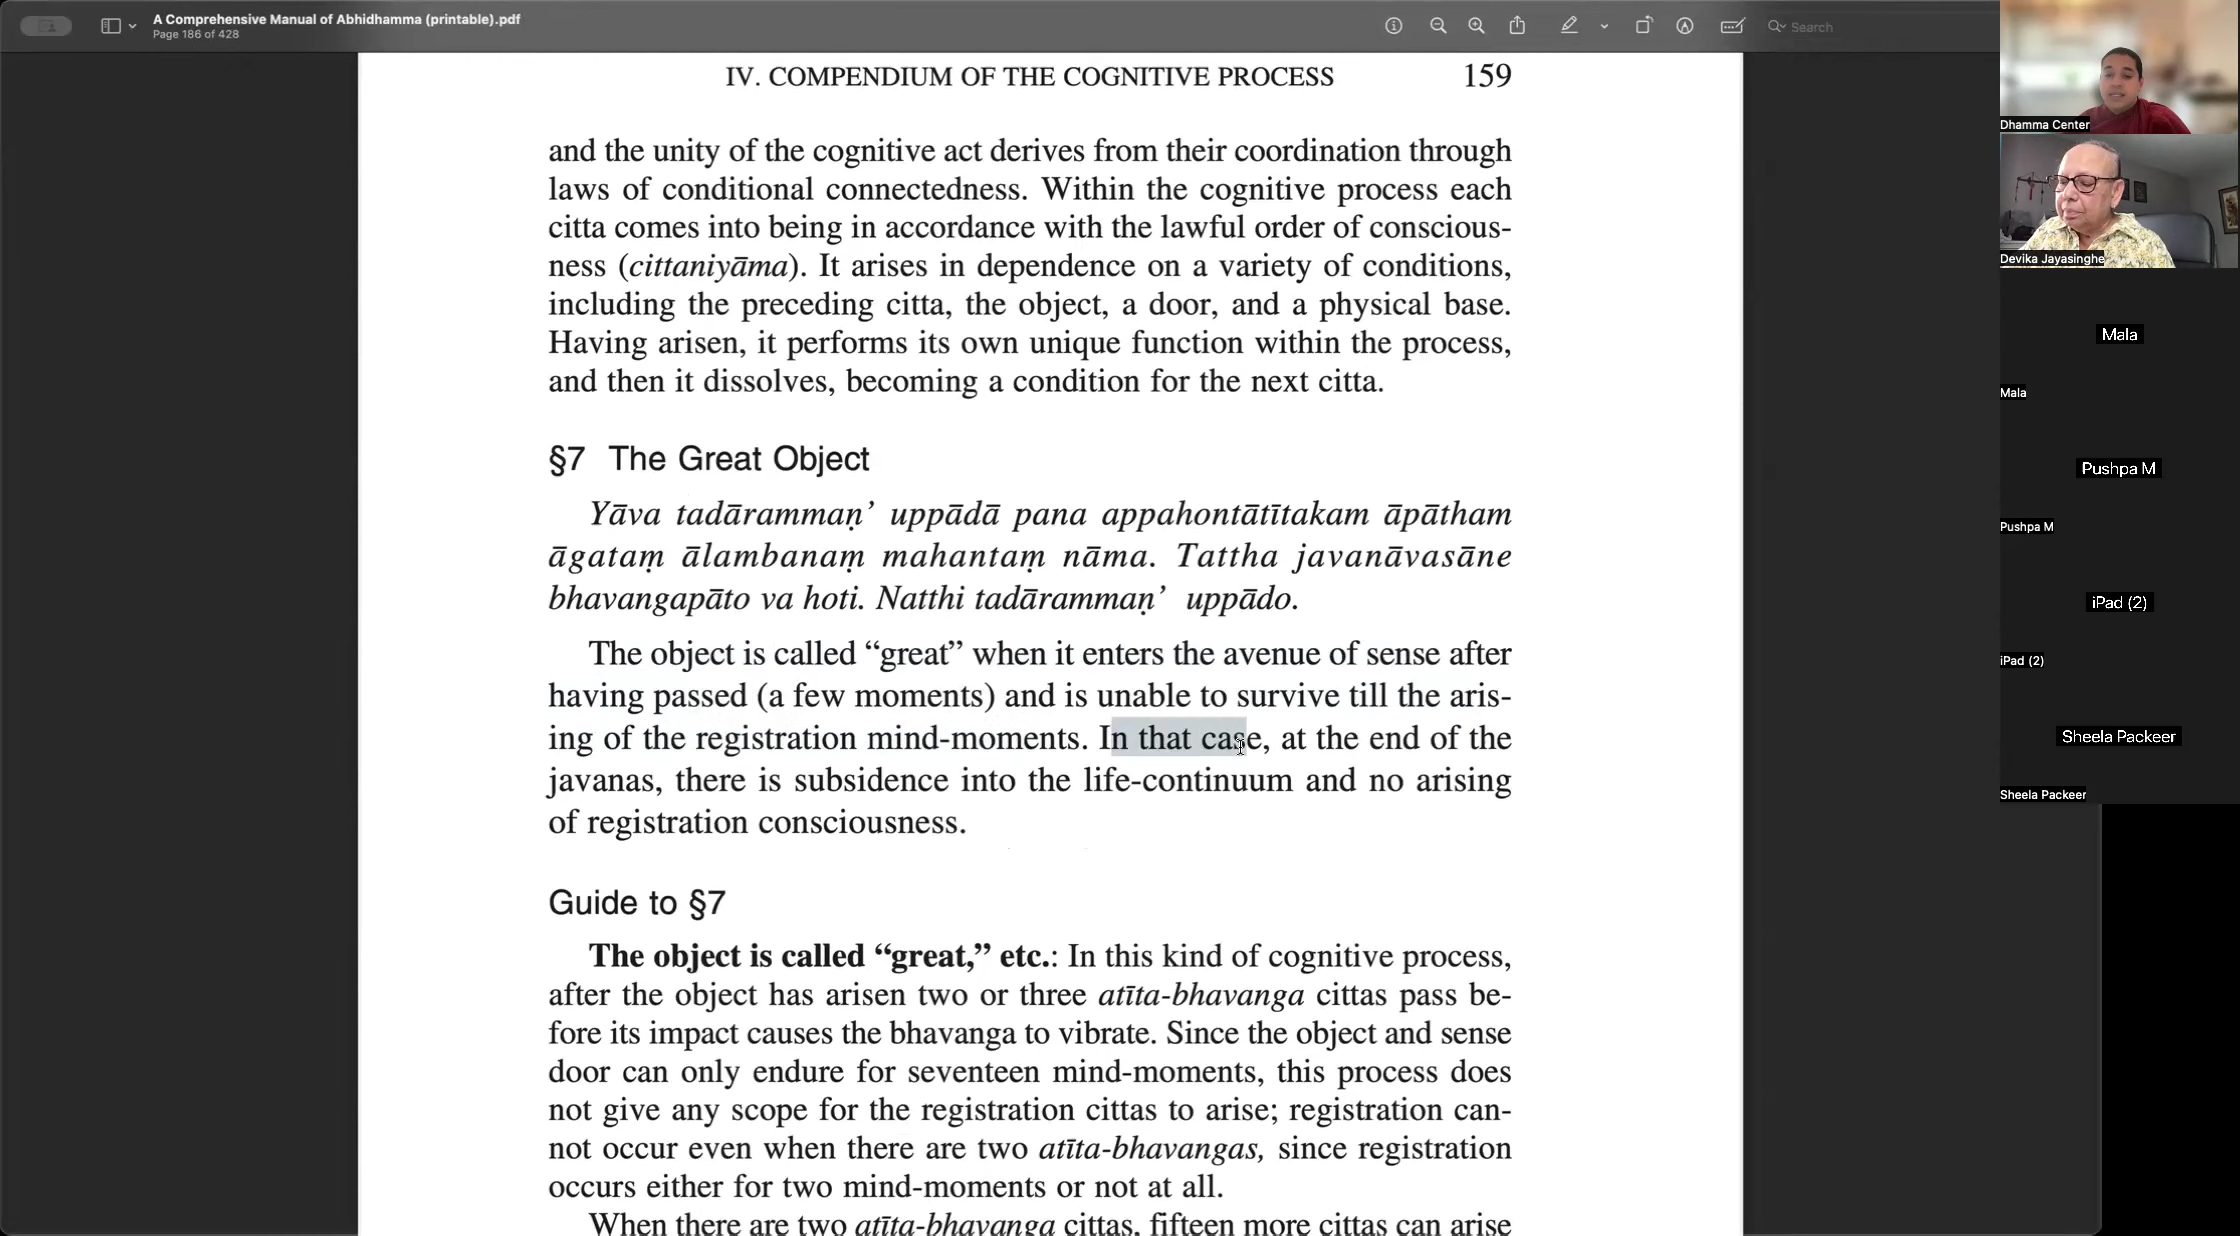 A Comprehensive Manual of Abhidhamma (printable).pdf
Page 186 of 428
Search
IV. COMPENDIUM OF THE COGNITIVE PROCESS 159
and the unity of the cognitive act derives from their coordination through
laws of conditional connectedness. Within the cognitive process each
citta comes into being in accordance with the lawful order of conscious-
ness (cittaniyāma). It arises in dependence on a variety of conditions,
including the preceding citta, the object, a door, and a physical base.
Having arisen, it performs its own unique function within the process,
and then it dissolves, becoming a condition for the next citta.
§7 The Great Object
Yāva tadārammaṇ’ uppādā pana appahontātītakam āpātham
āgataṃ ālambanaṃ mahantaṃ nāma. Tattha javanāvasāne
bhavangapāto va hoti. Natthi tadārammaṇ’ uppādo.
The object is called “great” when it enters the avenue of sense after
having passed (a few moments) and is unable to survive till the aris-
ing of the registration mind-moments. In that case, at the end of the
javanas, there is subsidence into the life-continuum and no arising
of registration consciousness.
Guide to §7
The object is called “great,” etc.: In this kind of cognitive process,
after the object has arisen two or three atīta-bhavanga cittas pass be-
fore its impact causes the bhavanga to vibrate. Since the object and sense
door can only endure for seventeen mind-moments, this process does
not give any scope for the registration cittas to arise; registration can-
not occur even when there are two atīta-bhavangas, since registration
occurs either for two mind-moments or not at all.
When there are two atīta-bhavanga cittas, fifteen more cittas can arise
Dhamma Center
Devika Jayasinghe
Mala
Mala
Pushpa M
Pushpa M
iPad (2)
iPad (2)
Sheela Packeer
Sheela Packeer